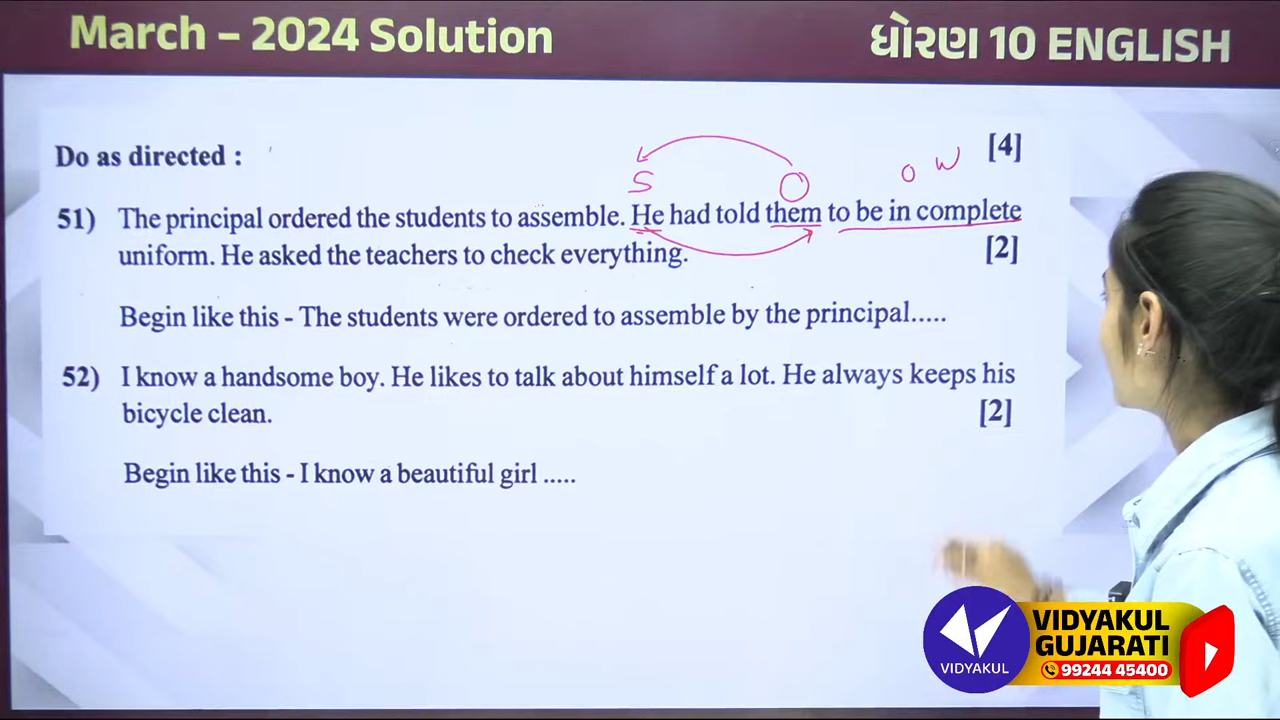 March – 2024 Solution
ધોરણ 10 ENGLISH
Do as directed :
[4]
S O O W
51) The principal ordered the students to assemble. He had told them to be in complete
uniform. He asked the teachers to check everything. [2]
Begin like this - The students were ordered to assemble by the principal.....
52) I know a handsome boy. He likes to talk about himself a lot. He always keeps his
bicycle clean. [2]
Begin like this - I know a beautiful girl .....
VIDYAKUL
VIDYAKUL
GUJARATI
99244 45400